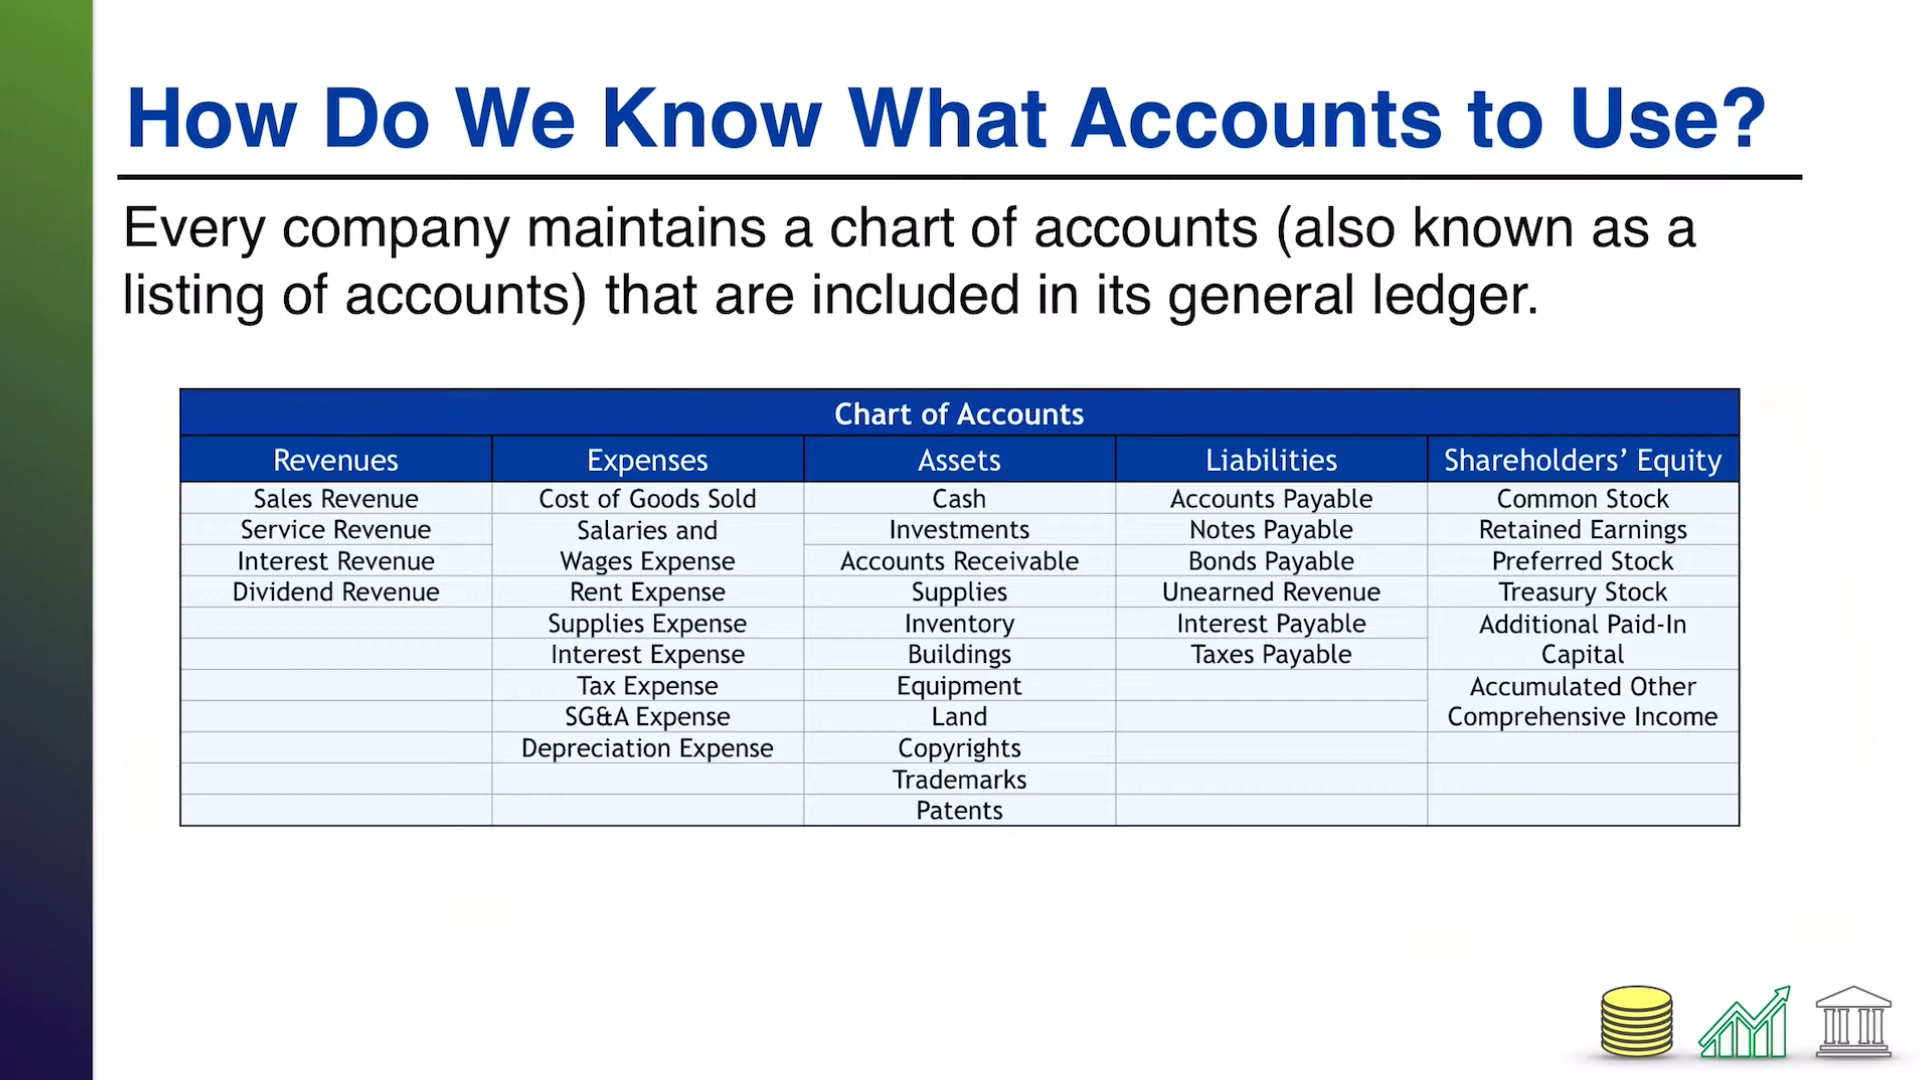 How Do We Know What Accounts to Use?
Every company maintains a chart of accounts (also known as a
listing of accounts) that are included in its general ledger.
Chart of Accounts
Revenues Expenses Assets Liabilities Shareholders’ Equity
Sales Revenue Cost of Goods Sold Cash Accounts Payable Common Stock
Service Revenue Salaries and Investments Notes Payable Retained Earnings
Interest Revenue Wages Expense Accounts Receivable Bonds Payable Preferred Stock
Dividend Revenue Rent Expense Supplies Unearned Revenue Treasury Stock
Supplies Expense Inventory Interest Payable Additional Paid-In
Interest Expense Buildings Taxes Payable Capital
Tax Expense Equipment Accumulated Other
SG&A Expense Land Comprehensive Income
Depreciation Expense Copyrights
Trademarks
Patents